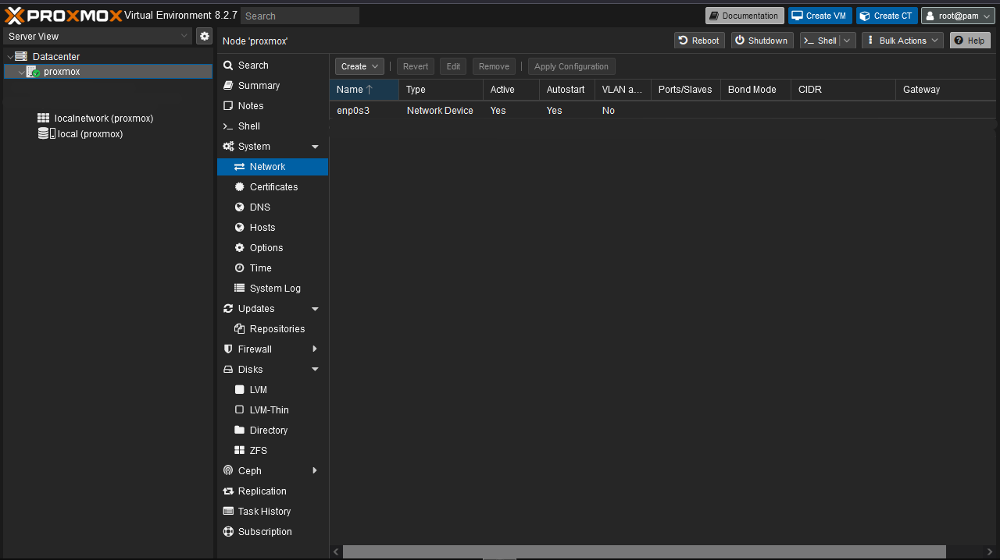 PROXMOX Virtual Environment 8.2.7 Search Documentation Create VM Create CT root@pam
Server View
Datacenter
proxmox
localnetwork (proxmox)
local (proxmox)
Node 'proxmox' Reboot Shutdown Shell Bulk Actions Help
Search
Summary
Notes
Shell
System
Network
Certificates
DNS
Hosts
Options
Time
System Log
Updates
Repositories
Firewall
Disks
LVM
LVM-Thin
Directory
ZFS
Ceph
Replication
Task History
Subscription
Create Revert Edit Remove Apply Configuration
Name Type Active Autostart VLAN a... Ports/Slaves Bond Mode CIDR Gateway
enp0s3 Network Device Yes Yes No